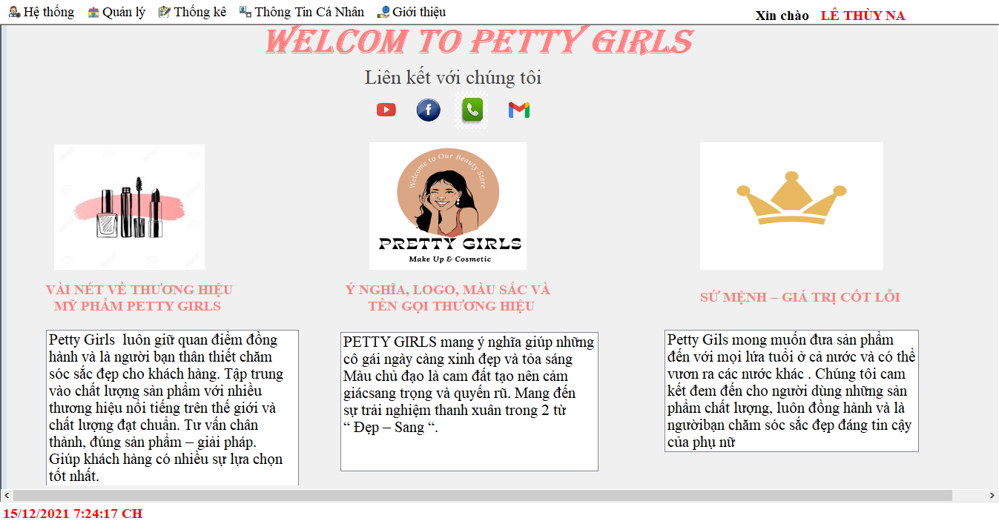 Hệ thống Quản lý Thống kê Thông Tin Cá Nhân Giới thiệu
Xin chào LÊ THÙY NA
WELCOM TO PETTY GIRLS
Liên kết với chúng tôi
Welcome to Our Beauty Store
PRETTY GIRLS
Make Up & Cosmetic
VÀI NÉT VỀ THƯƠNG HIỆU
MỸ PHẨM PETTY GIRLS
Petty Girls luôn giữ quan điểm đồng
hành và là người bạn thân thiết chăm
sóc sắc đẹp cho khách hàng. Tập trung
vào chất lượng sản phẩm với nhiều
thương hiệu nổi tiếng trên thế giới và
chất lượng đạt chuẩn. Tư vấn chân
thành, đúng sản phẩm – giải pháp.
Giúp khách hàng có nhiều sự lựa chọn
tốt nhất.
Ý NGHĨA, LOGO, MÀU SẮC VÀ
TÊN GỌI THƯƠNG HIỆU
PETTY GIRLS mang ý nghĩa giúp những
cô gái ngày càng xinh đẹp và tỏa sáng
Màu chủ đạo là cam đất tạo nên cảm
giácsang trọng và quyến rũ. Mang đến
sự trải nghiệm thanh xuân trong 2 từ
“ Đẹp – Sang “.
SỨ MỆNH – GIÁ TRỊ CÓT LỖI
Petty Gils mong muốn đưa sản phẩm
đến với mọi lứa tuổi ở cả nước và có thể
vươn ra các nước khác . Chúng tôi cam
kết đem đến cho người dùng những sản
phẩm chất lượng, luôn đồng hành và là
ngườibạn chăm sóc sắc đẹp đáng tin cậy
của phụ nữ
15/12/2021 7:24:17 CH